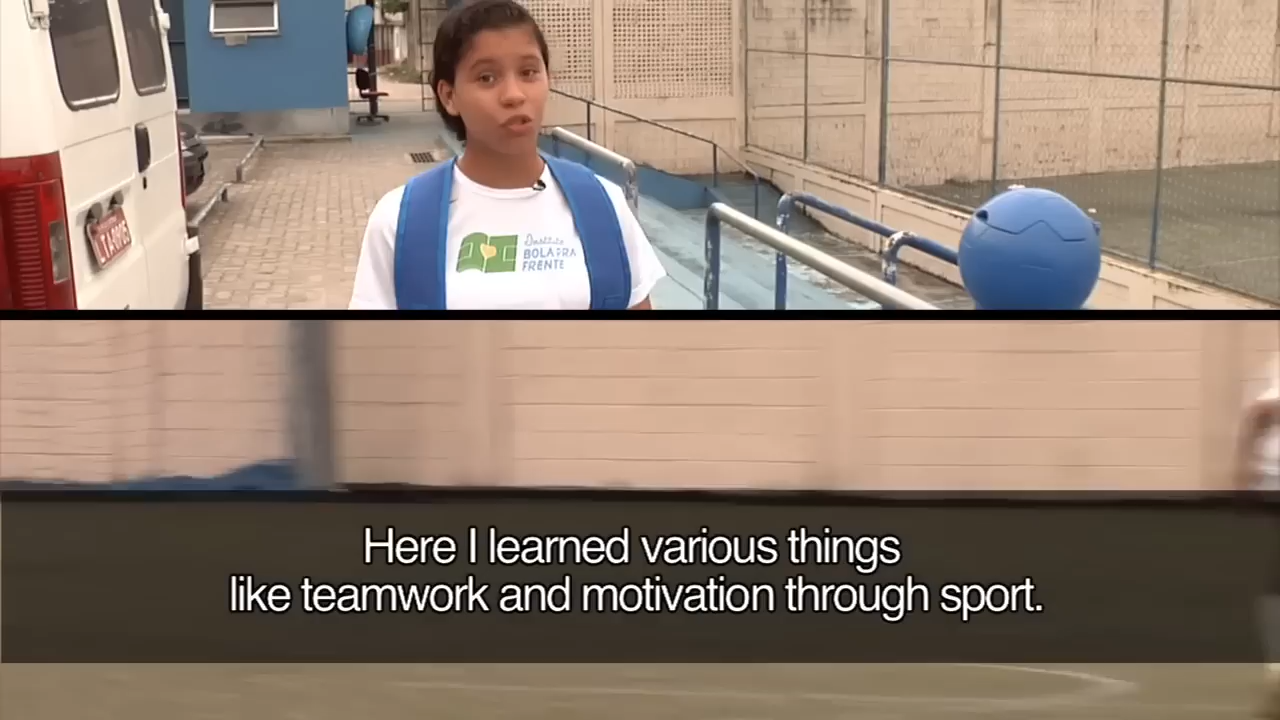 Instituto
BOLA PRA
FRENTE
Here I learned various things
like teamwork and motivation through sport.